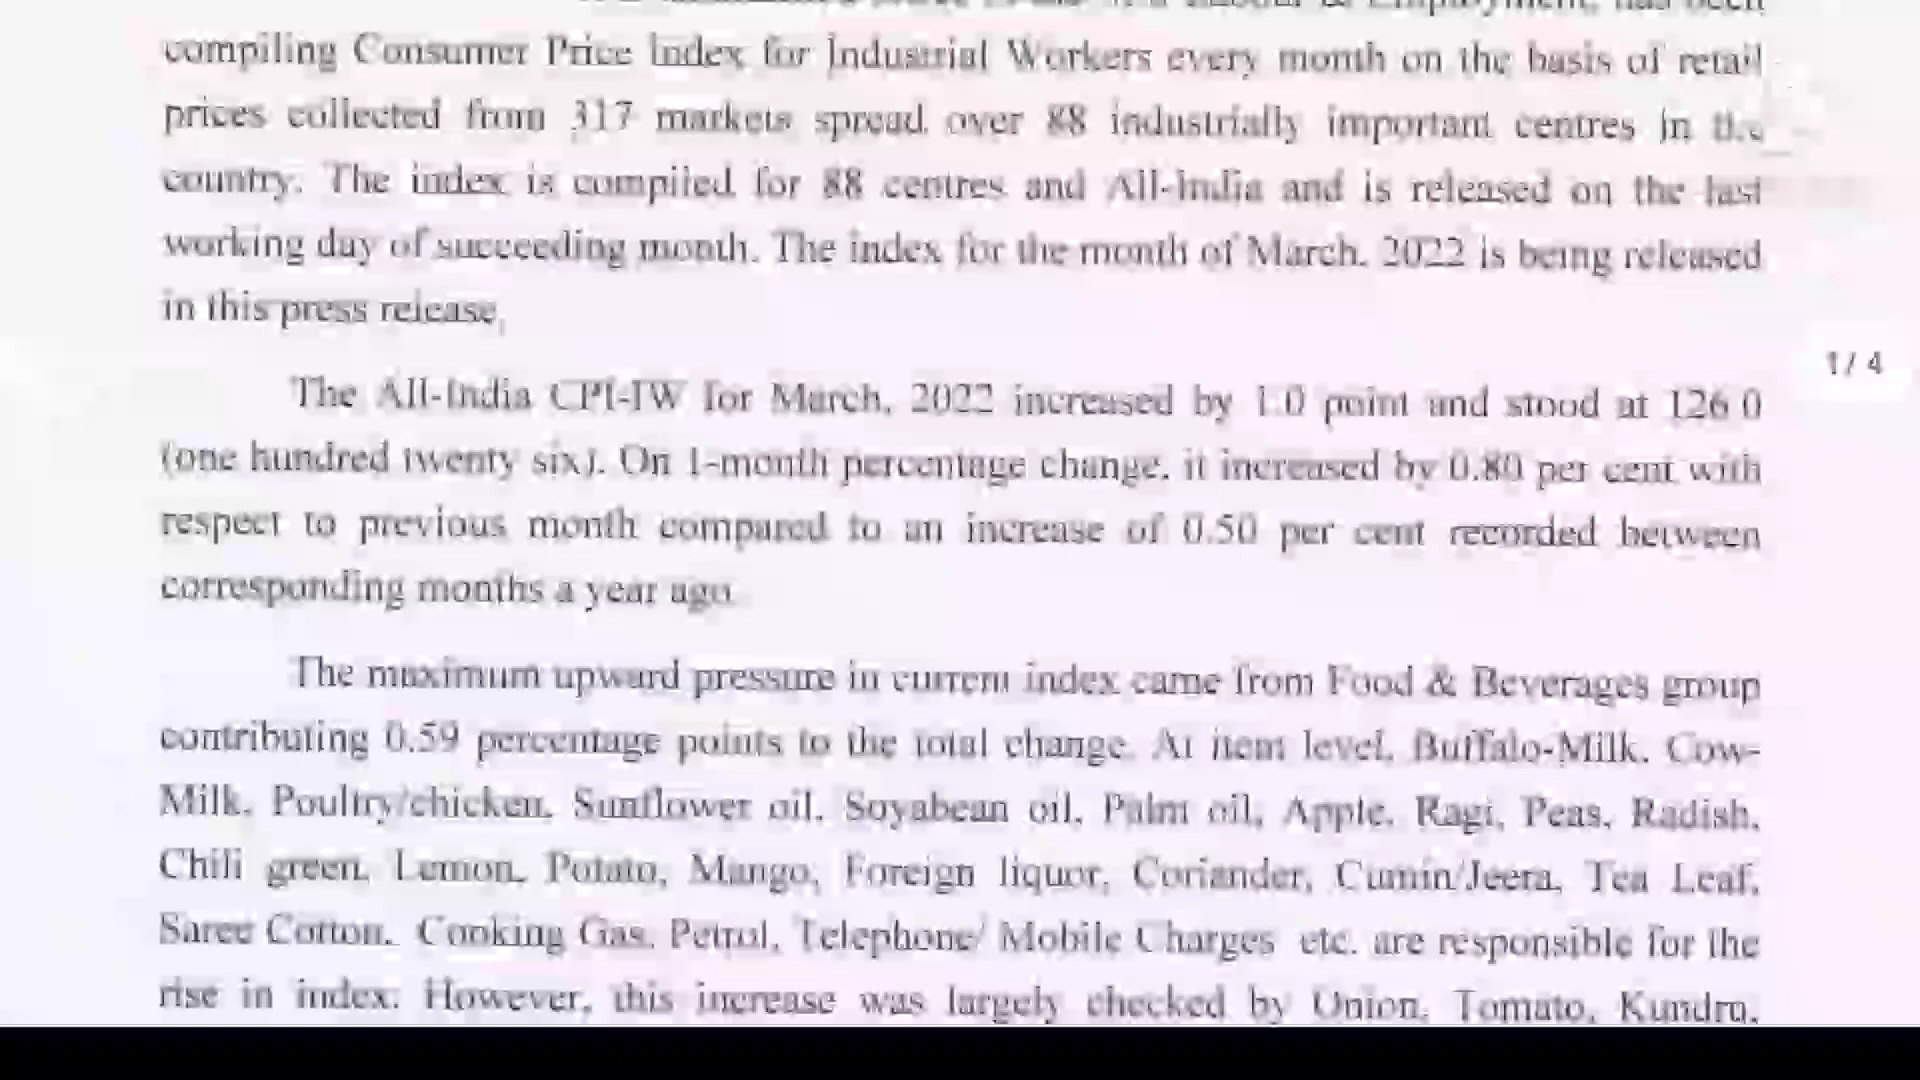 Labour & Employment, has been
compiling Consumer Price Index for Industrial Workers every month on the basis of retail
prices collected from 317 markets spread over 88 industrially important centres in the
country. The index is compiled for 88 centres and All-India and is released on the last
working day of succeeding month. The index for the month of March, 2022 is being released
in this press release.
1/ 4
The All-India CPI-IW for March, 2022 increased by 1.0 point and stood at 126.0
(one hundred twenty six). On 1-month percentage change, it increased by 0.80 per cent with
respect to previous month compared to an increase of 0.50 per cent recorded between
corresponding months a year ago.
The maximum upward pressure in current index came from Food & Beverages group
contributing 0.59 percentage points to the total change. At item level, Buffalo-Milk, Cow-
Milk, Poultry/chicken, Sunflower oil, Soyabean oil, Palm oil, Apple, Ragi, Peas, Radish,
Chili green, Lemon, Potato, Mango, Foreign liquor, Coriander, Cumin/Jeera, Tea Leaf,
Saree Cotton, Cooking Gas, Petrol, Telephone/ Mobile Charges etc. are responsible for the
rise in index. However, this increase was largely checked by Onion, Tomato, Kundru,